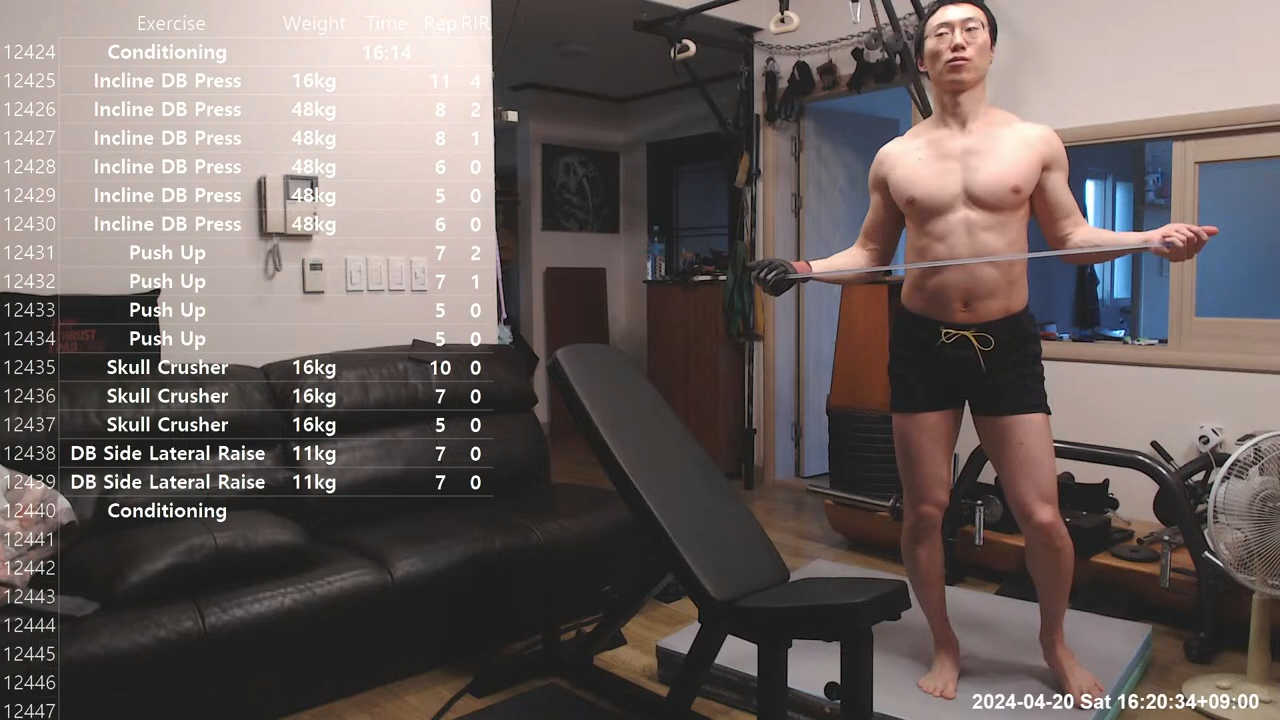 Exercise Weight Time Rep RIR
12424 Conditioning 16:14
12425 Incline DB Press 16kg 11 4
12426 Incline DB Press 48kg 8 2
12427 Incline DB Press 48kg 8 1
12428 Incline DB Press 48kg 6 0
12429 Incline DB Press 48kg 5 0
12430 Incline DB Press 48kg 6 0
12431 Push Up 7 2
12432 Push Up 7 1
12433 Push Up 5 0
12434 Push Up 5 0
12435 Skull Crusher 16kg 10 0
12436 Skull Crusher 16kg 7 0
12437 Skull Crusher 16kg 5 0
12438 DB Side Lateral Raise 11kg 7 0
12439 DB Side Lateral Raise 11kg 7 0
12440 Conditioning
12441
12442
12443
12444
12445
12446
12447
2024-04-20 Sat 16:20:34+09:00